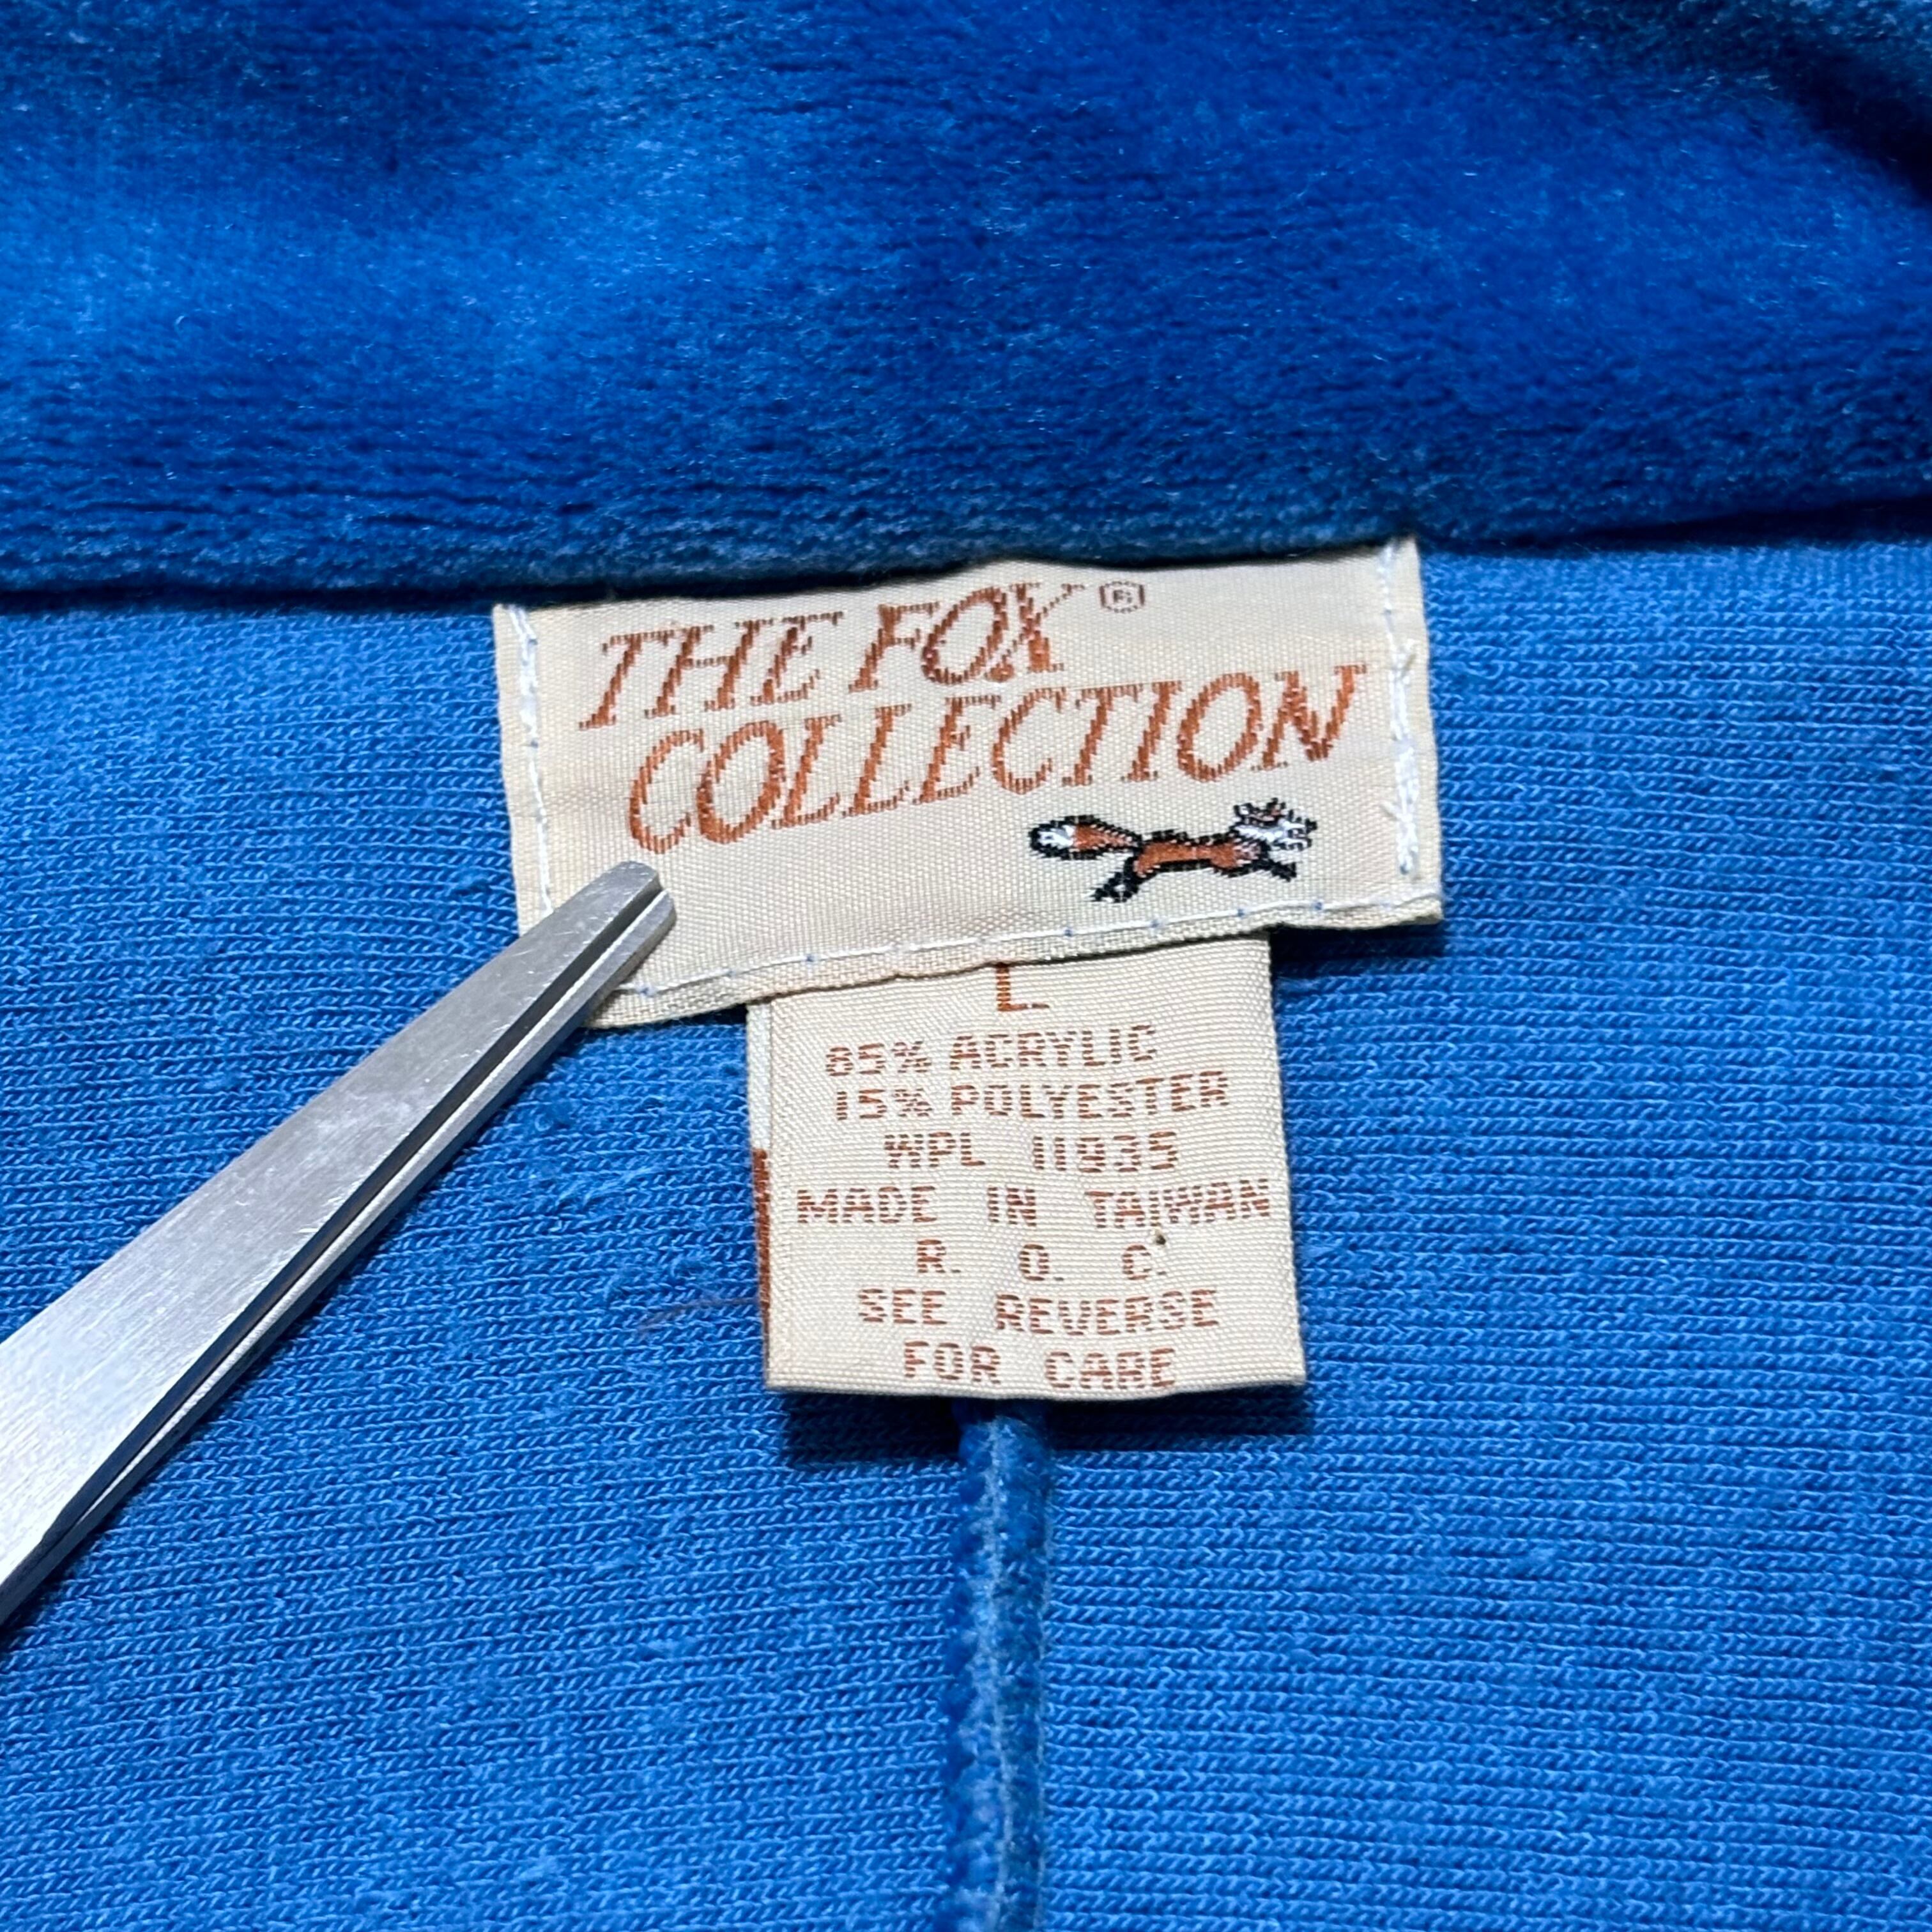 THE FOX®
COLLECTION
L
85% ACRYLIC
15% POLYESTER
WPL 11935
MADE IN TAIWAN
R. O. C.
SEE REVERSE
FOR CARE